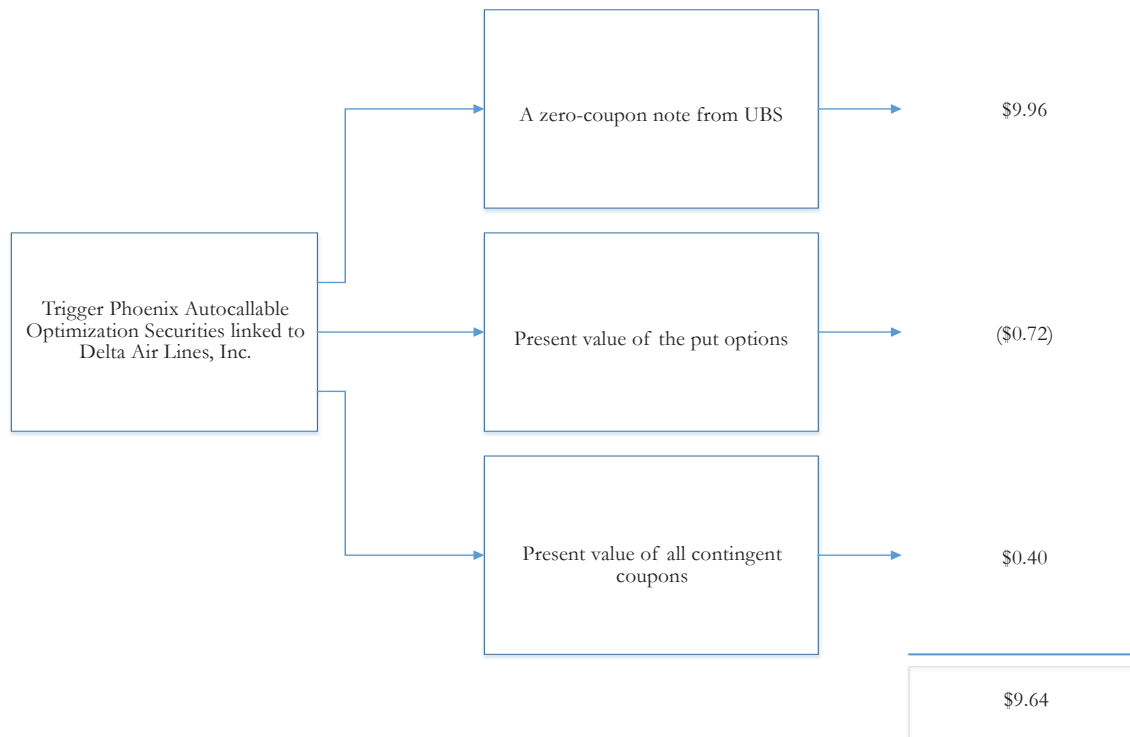 A zero-coupon note from UBS
$9.96
Trigger Phoenix Autocallable
Optimization Securities linked to
Delta Air Lines, Inc.
Present value of the put options
($0.72)
Present value of all contingent
coupons
$0.40
$9.64